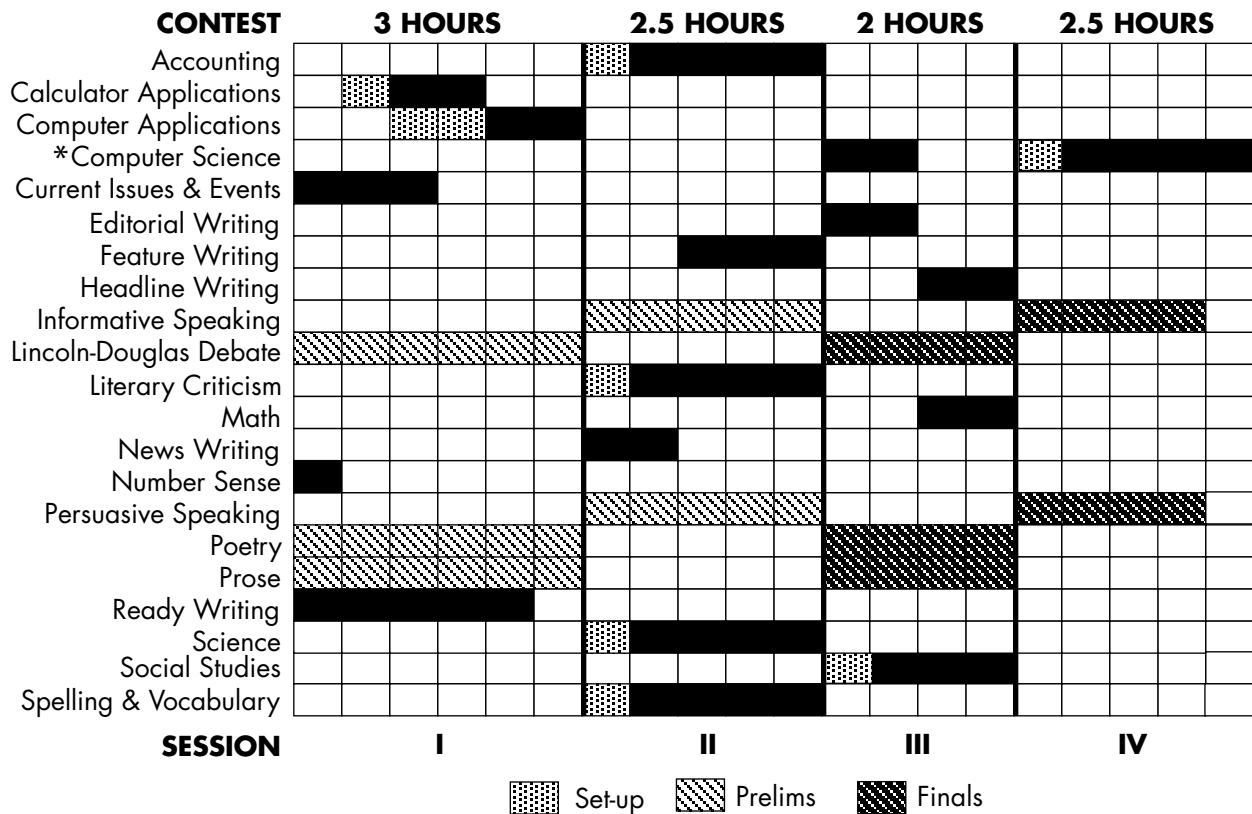 CONTEST 3 HOURS 2.5 HOURS 2 HOURS 2.5 HOURS
Accounting
Calculator Applications
Computer Applications
*Computer Science
Current Issues & Events
Editorial Writing
Feature Writing
Headline Writing
Informative Speaking
Lincoln-Douglas Debate
Literary Criticism
Math
News Writing
Number Sense
Persuasive Speaking
Poetry
Prose
Ready Writing
Science
Social Studies
Spelling & Vocabulary
SESSION I II III IV
Set-up Prelims Finals